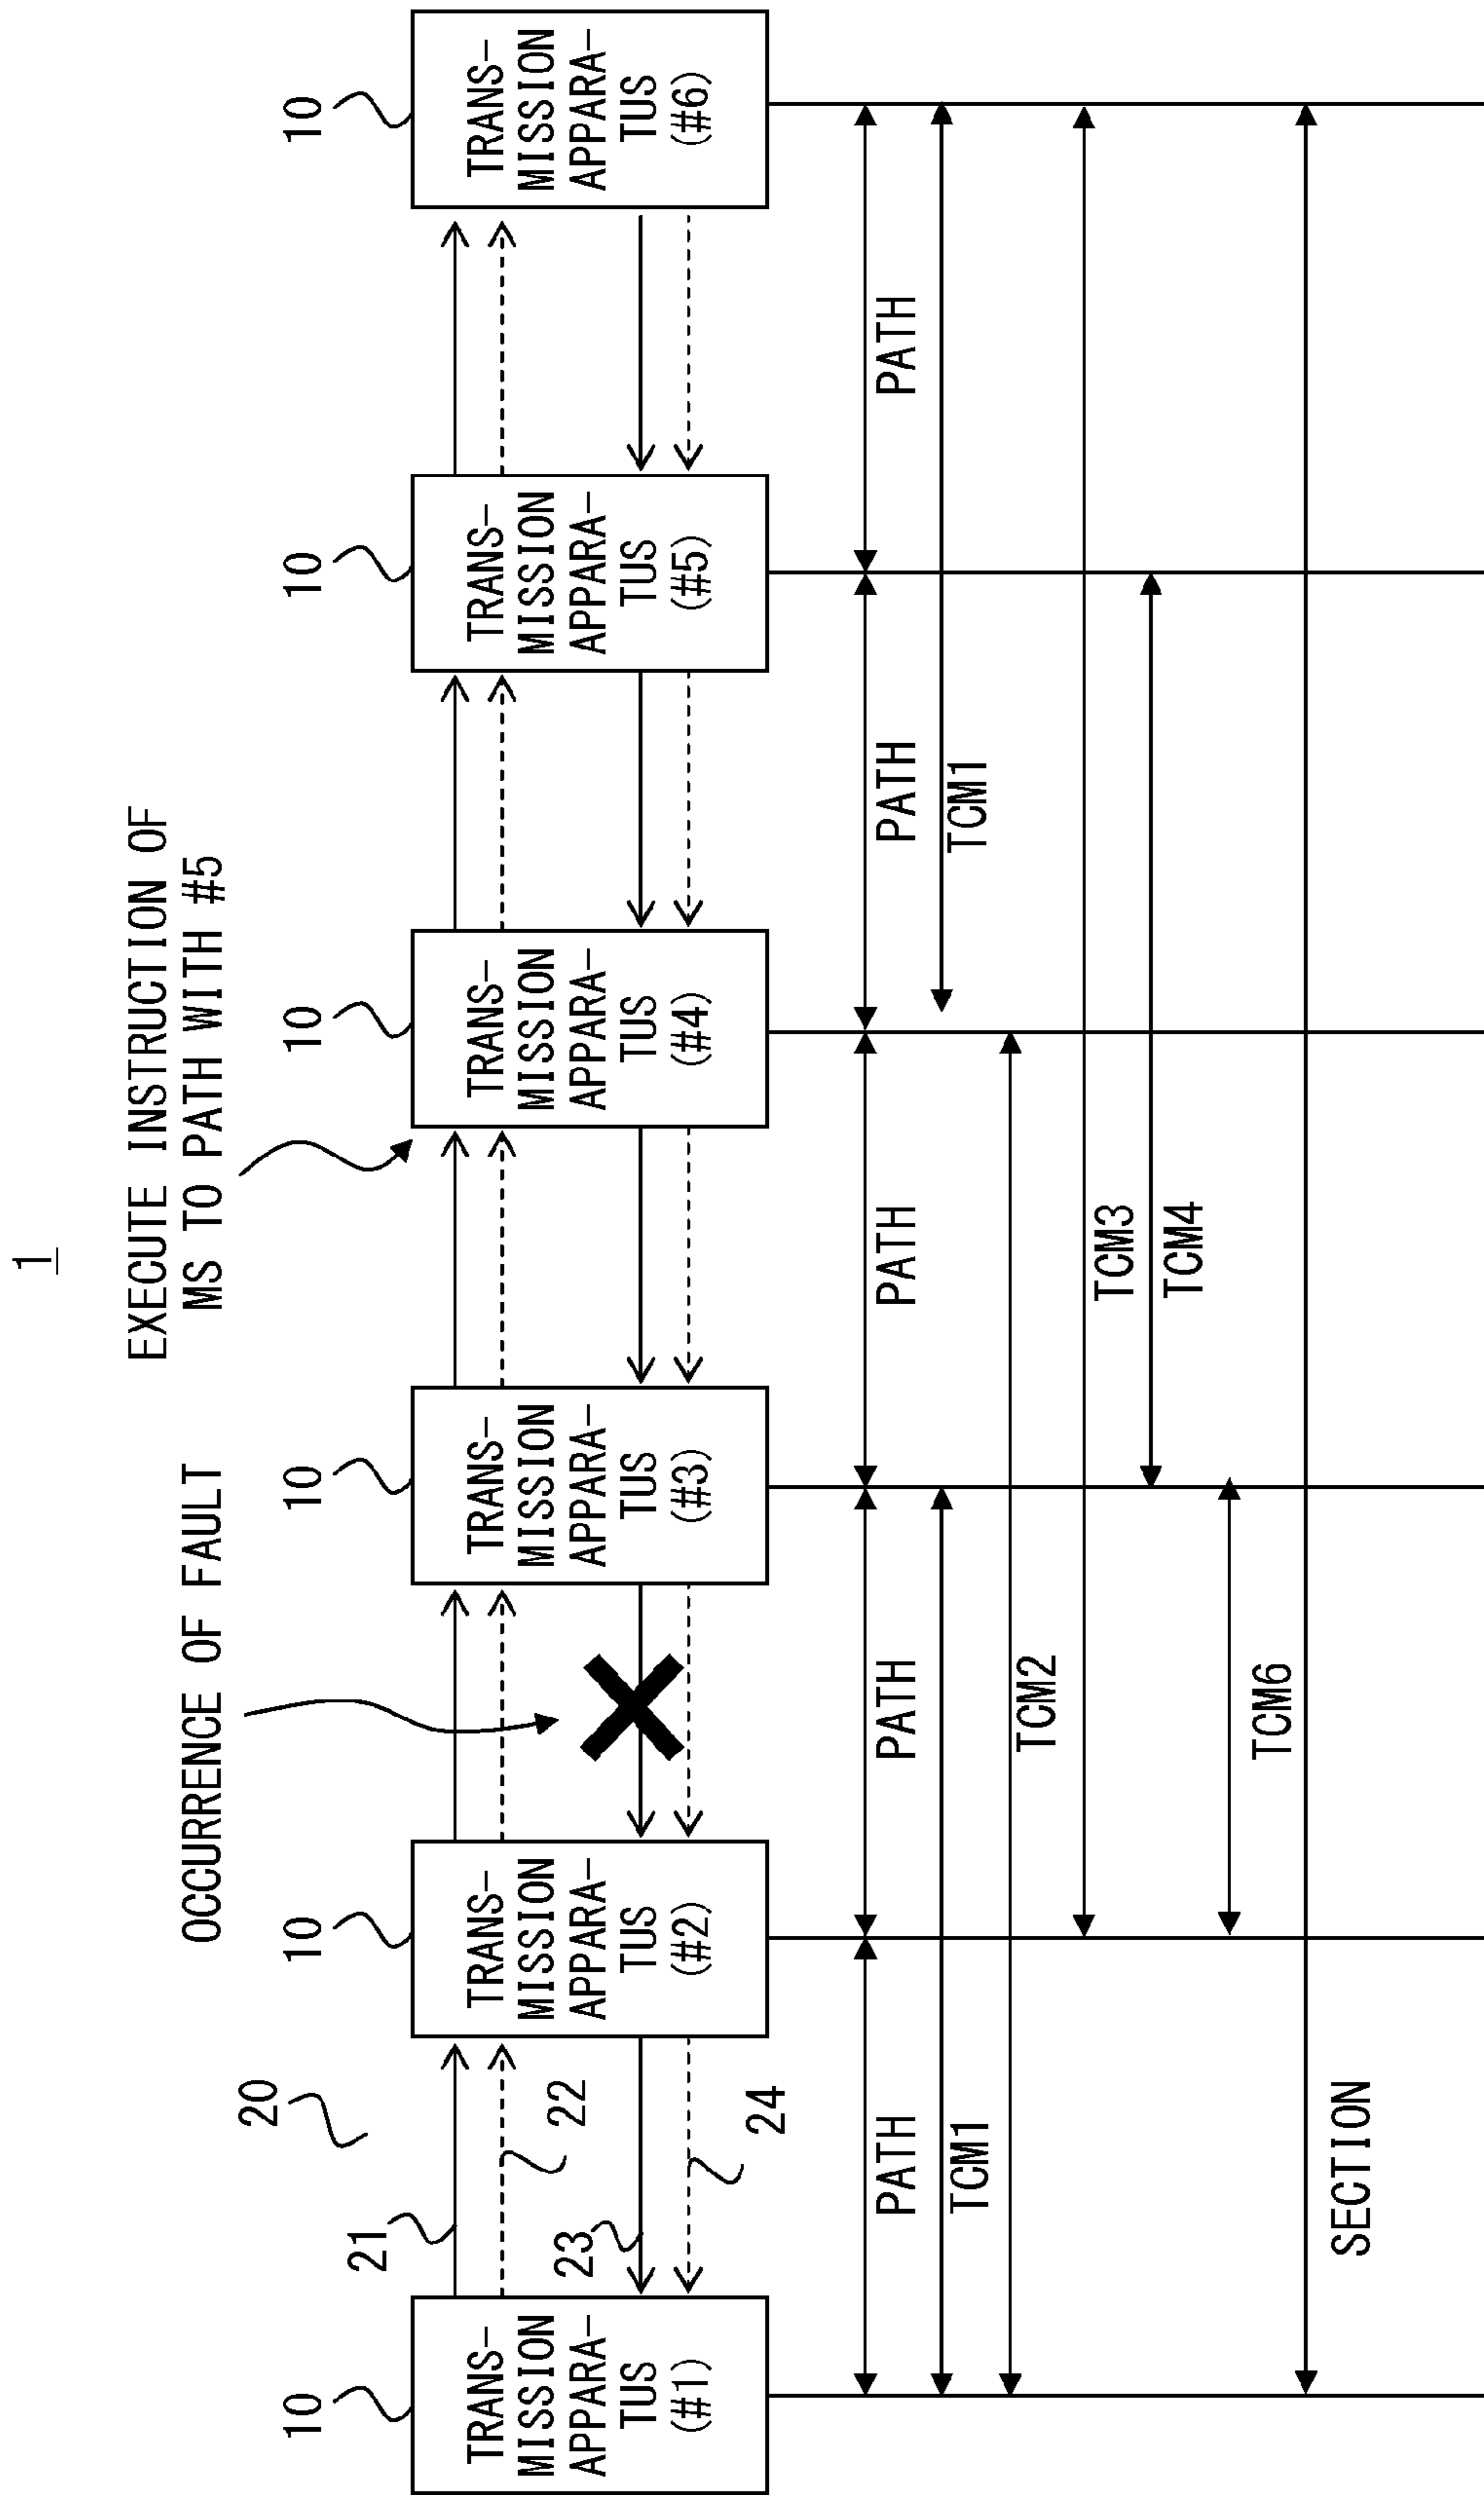 1
EXECUTE INSTRUCTION OF
MS TO PATH WITH #5
OCCURRENCE OF FAULT
20
10
10
10
10
10
10
21
22
23
24
TRANS-
MISSION
APPARA-
TUS
(#1)
TRANS-
MISSION
APPARA-
TUS
(#2)
TRANS-
MISSION
APPARA-
TUS
(#3)
TRANS-
MISSION
APPARA-
TUS
(#4)
TRANS-
MISSION
APPARA-
TUS
(#5)
TRANS-
MISSION
APPARA-
TUS
(#6)
PATH
PATH
PATH
PATH
PATH
TCM1
TCM1
TCM2
TCM3
TCM4
TCM6
SECTION